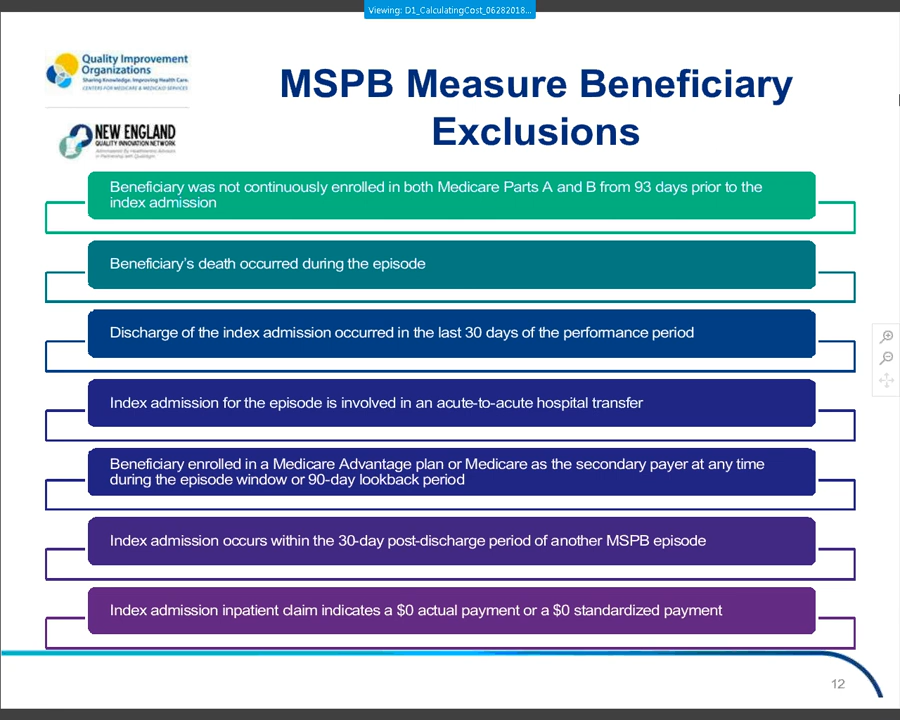 Viewing: D1_CalculatingCost_06282018...
Quality Improvement
Organizations
Sharing Knowledge. Improving Health Care.
CENTERS FOR MEDICARE & MEDICAID SERVICES
NEW ENGLAND
QUALITY INNOVATION NETWORK
MSPB Measure Beneficiary
Exclusions
Beneficiary was not continuously enrolled in both Medicare Parts A and B from 93 days prior to the
index admission
Beneficiary's death occurred during the episode
Discharge of the index admission occurred in the last 30 days of the performance period
Index admission for the episode is involved in an acute-to-acute hospital transfer
Beneficiary enrolled in a Medicare Advantage plan or Medicare as the secondary payer at any time
during the episode window or 90-day lookback period
Index admission occurs within the 30-day post-discharge period of another MSPB episode
Index admission inpatient claim indicates a $0 actual payment or a $0 standardized payment
12